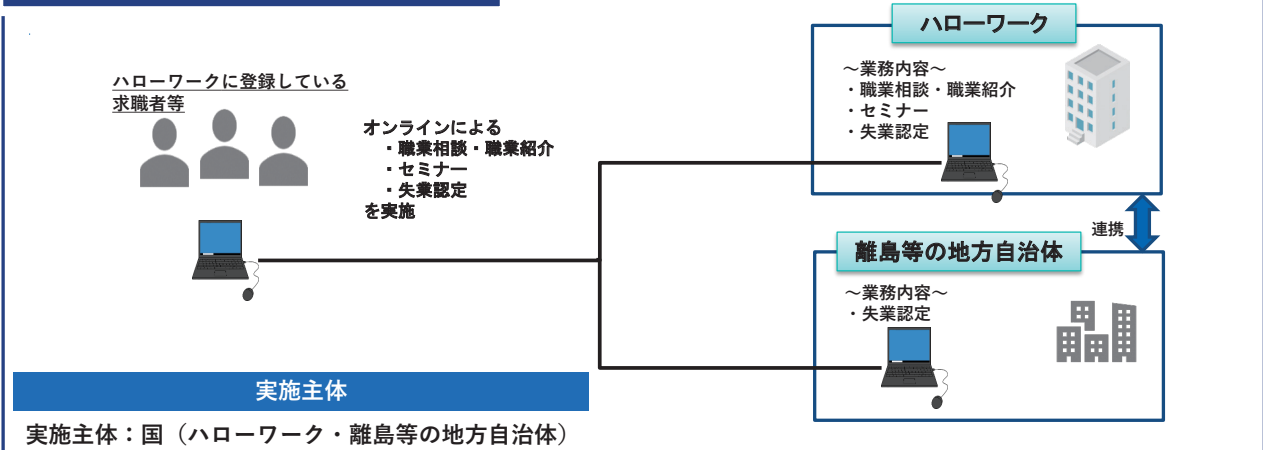 ハローワークに登録している
求職者等
オンラインによる
・職業相談・職業紹介
・セミナー
・失業認定
を実施
ハローワーク
～業務内容～
・職業相談・職業紹介
・セミナー
・失業認定
連携
離島等の地方自治体
～業務内容～
・失業認定
実施主体
実施主体：国（ハローワーク・離島等の地方自治体）